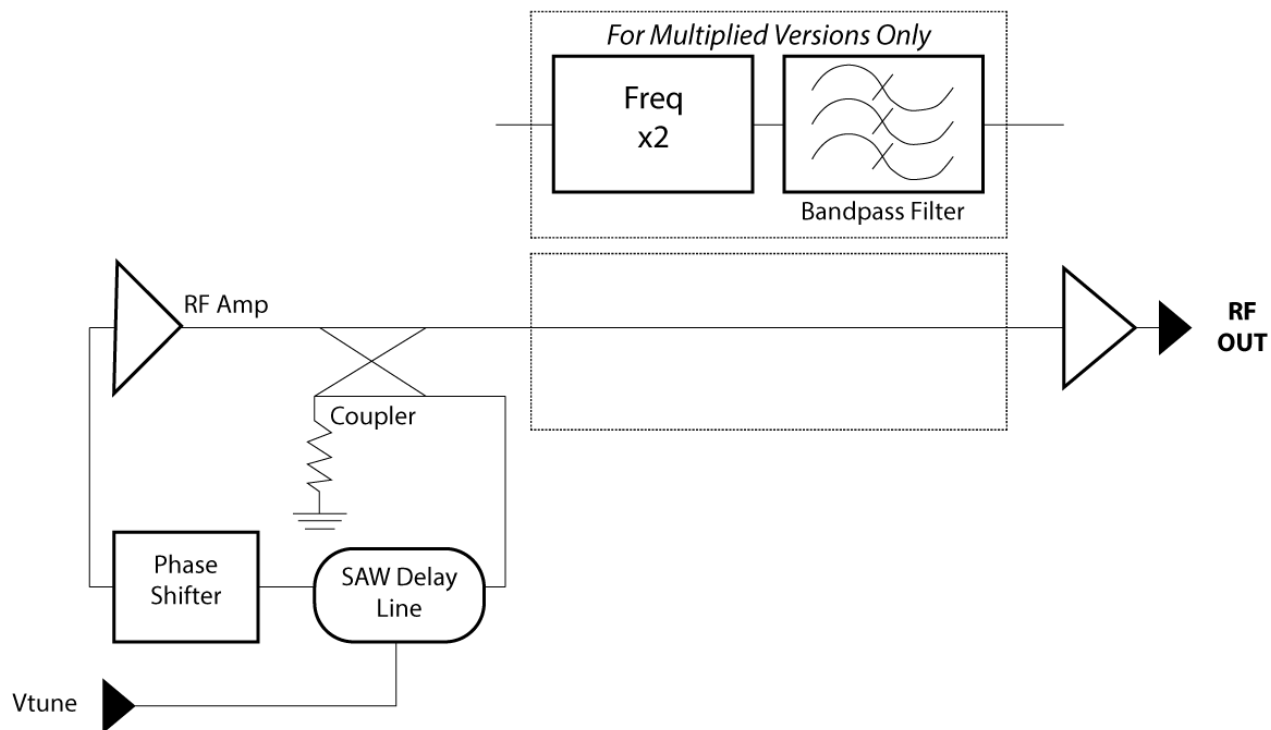 For Multiplied Versions Only
Freq
x2
Bandpass Filter
RF Amp
RF
OUT
Coupler
Phase
Shifter
SAW Delay
Line
Vtune